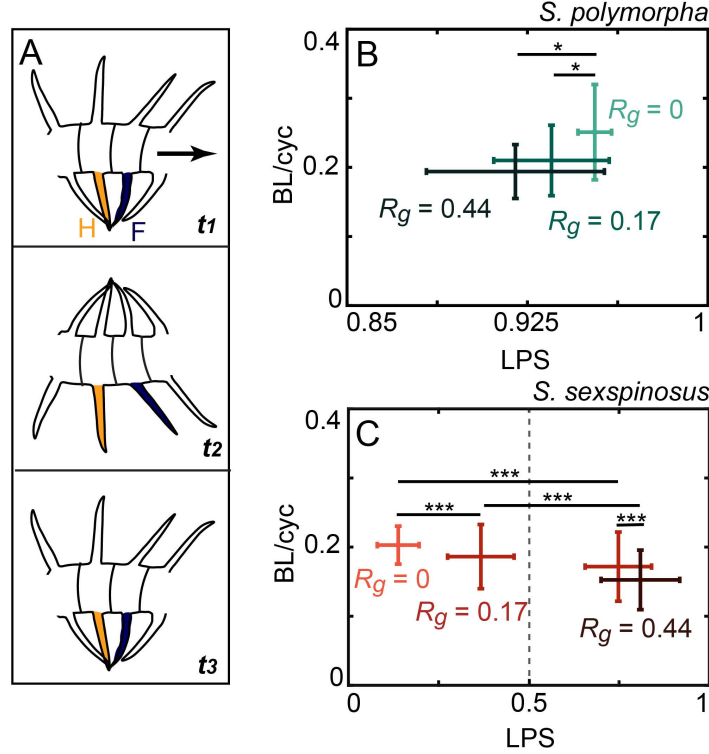 A
H
F
t1
t2
t3
S. polymorpha
B
0.4
0.2
0
BL/cyc
*
*
Rg = 0
Rg = 0.44
Rg = 0.17
0.85
0.925
1
LPS
S. sexspinosus
C
0.4
0.2
0
BL/cyc
***
***
***
***
Rg = 0
Rg = 0.17
Rg = 0.44
0
0.5
1
LPS